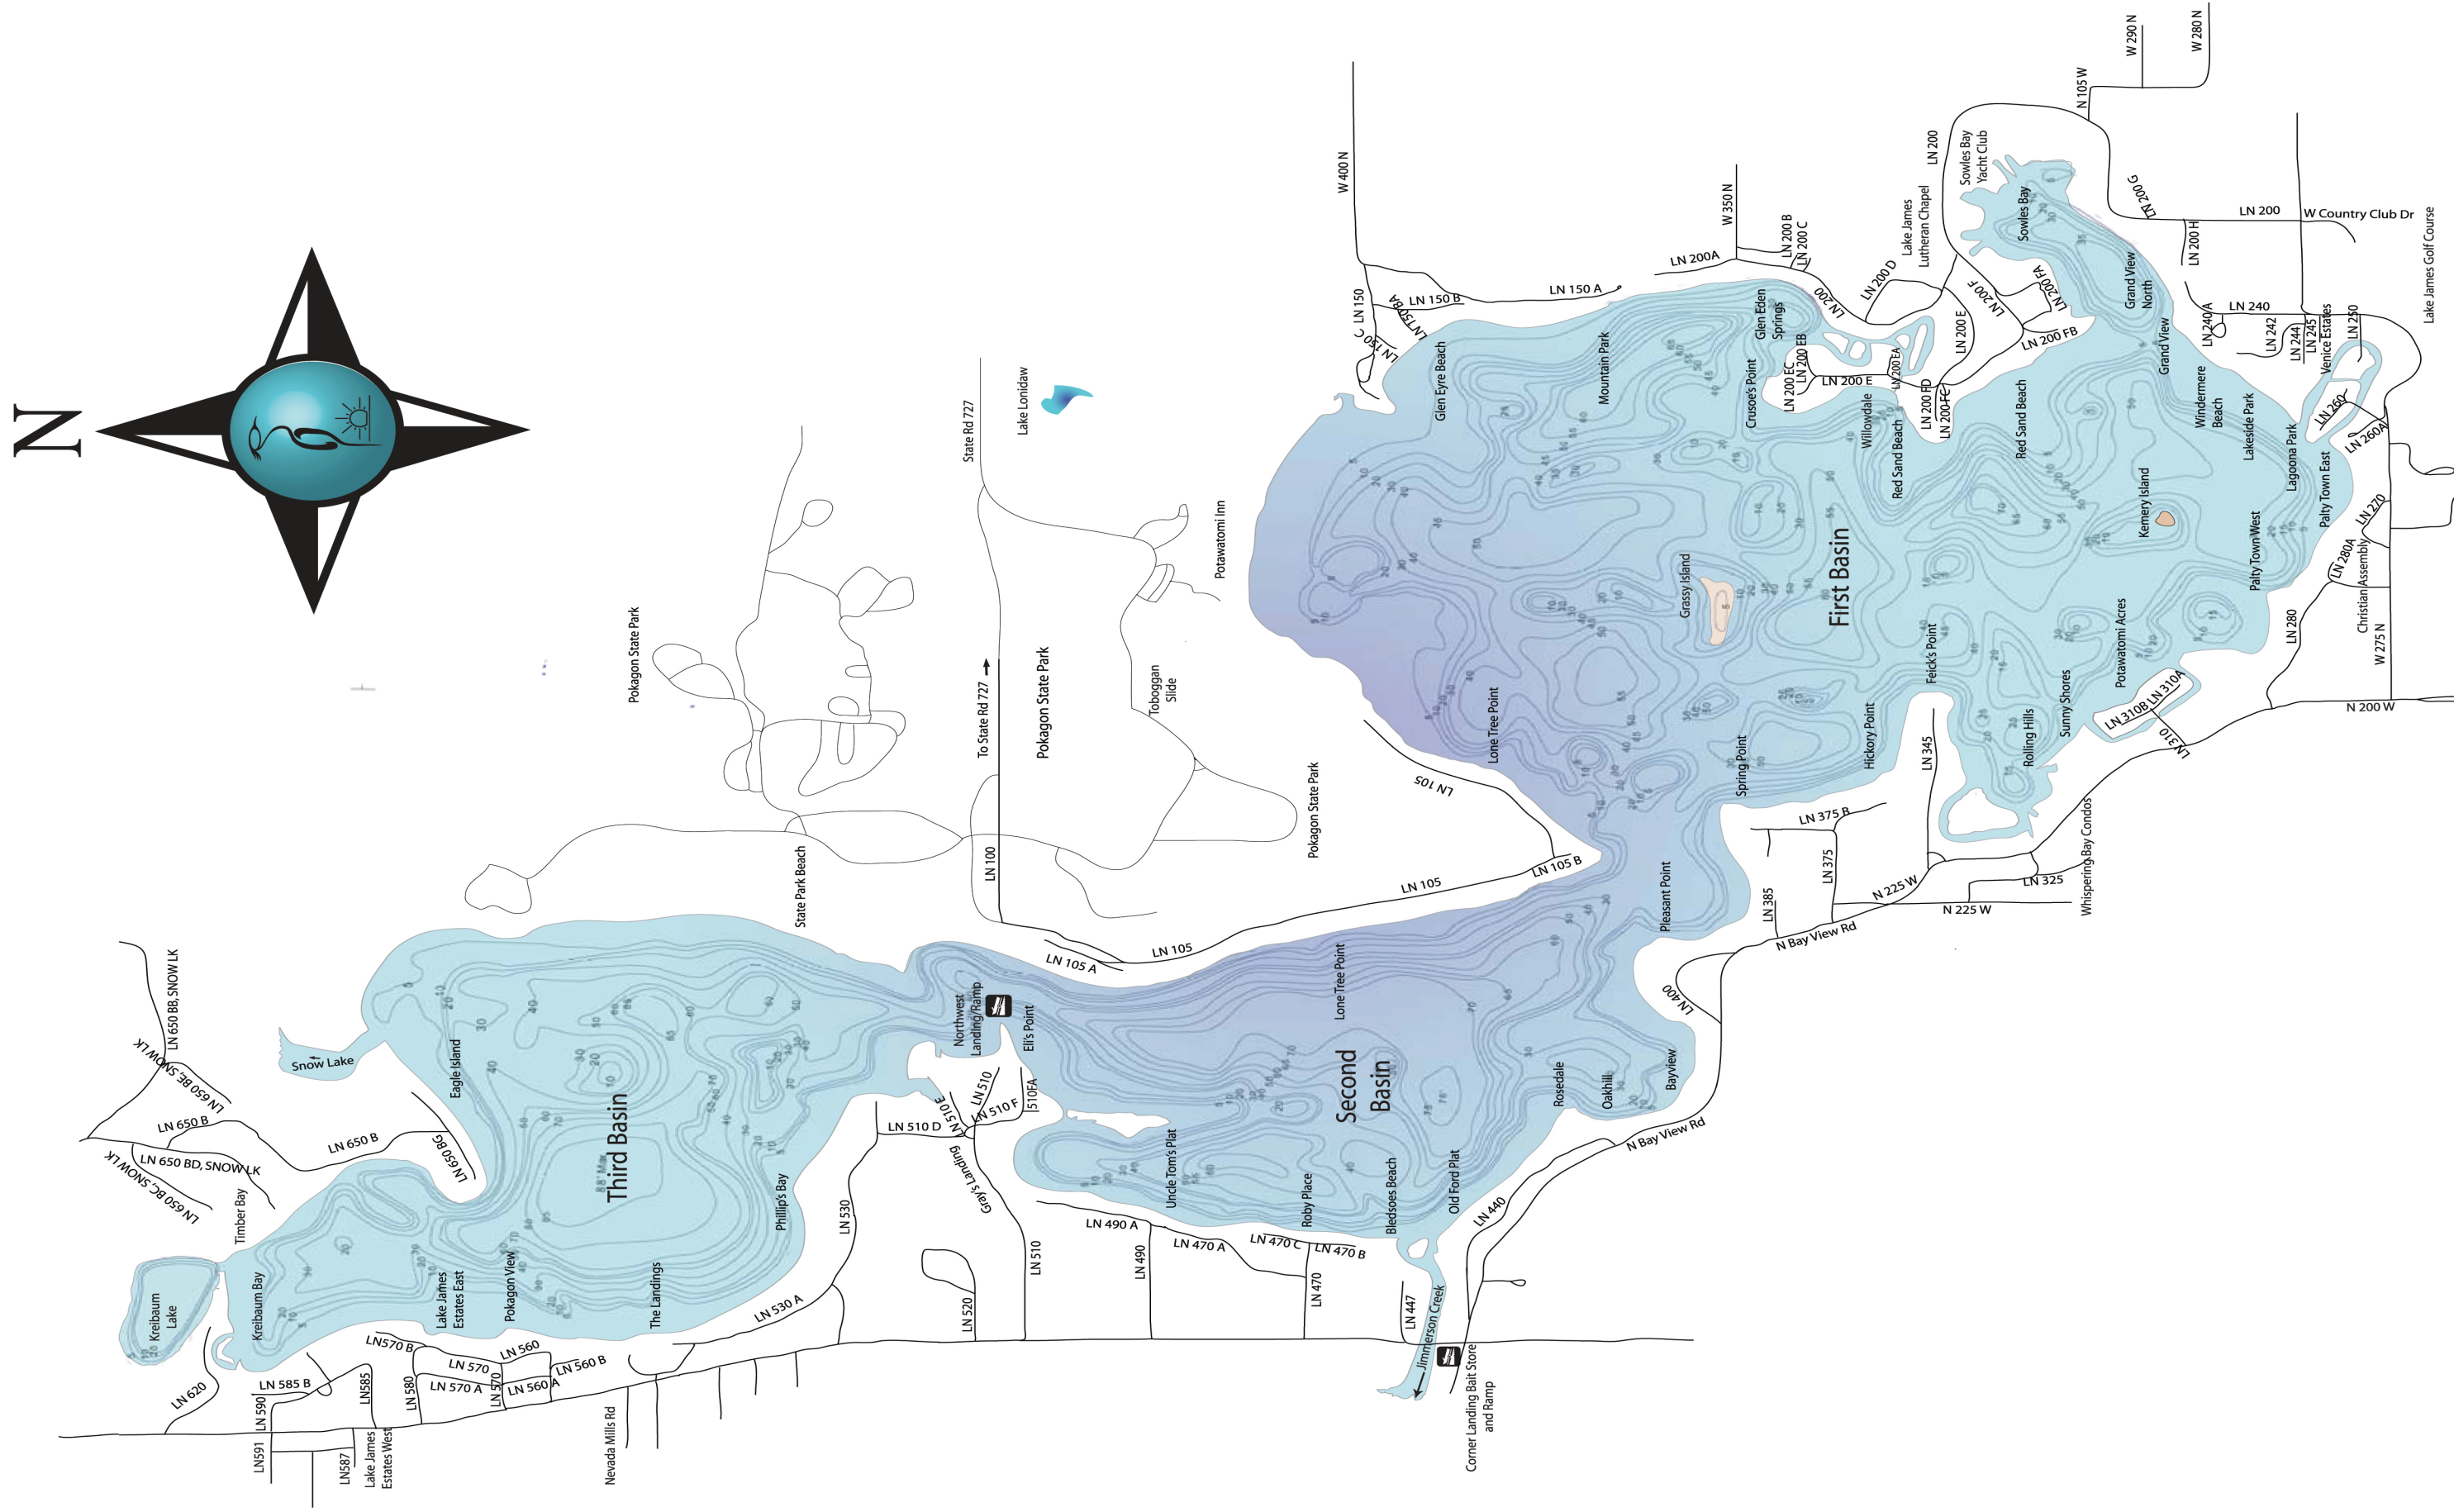 N
W 400 N
LN 150
LN 150 C
LN 150BA
LN 150 B
LN 150 A
W 350 N
LN 200A
LN 200 B
LN 200 C
LN 200
LN 200 D
Lake James
Lutheran Chapel
LN 200
Sowles Bay
Yacht Club
N 105 W
W 290 N
W 280 N
LN 200 G
LN 200
W Country Club Dr
LN 200 H
Lake James Golf Course
LN 200 F
LN 200 FA
LN 200 FB
LN 200 E
LN 200 EB
LN 200 EC
LN 200 E
LN 200 EA
LN 200 FD
LN 200 FC
LN 240 A
LN 240
LN 242
LN 244
LN 245
Venice Estates
LN 250
LN 260
LN 260A
LN 270
LN 280A
Christian Assembly
LN 280
W 275 N
N 200 W
LN 310A
LN 310B
LN 310
Sowles Bay
Grand View
North
Grand View
Windermere
Beach
Lakeside Park
Lagoona Park
Palty Town East
Palty Town West
Kemery Island
Red Sand Beach
Red Sand Beach
Willowdale
Crusoe's Point
Glen Eden
Springs
Mountain Park
Glen Eyre Beach
Grassy Island
First Basin
Feick's Point
Potawatomi Acres
Sunny Shores
Rolling Hills
Hickory Point
Spring Point
Lone Tree Point
Pleasant Point
State Rd 727
Lake Lonidaw
Potawatomi Inn
Pokagon State Park
To State Rd 727
Pokagon State Park
Toboggan
Slide
Pokagon State Park
State Park Beach
LN 100
LN 105
LN 105 B
LN 105
LN 105
LN 105 A
LN 345
LN 375 B
LN 375
LN 385
N 225 W
N 225 W
LN 325
Whispering Bay Condos
N Bay View Rd
LN 400
N Bay View Rd
Northwest
Landing/Ramp
Eli's Point
Lone Tree Point
Second
Basin
Rosedale
Oakhill
Bayview
Uncle Tom's Plat
Roby Place
Bledsoes Beach
Old Ford Plat
LN 440
LN 447
Jimmerson Creek
Corner Landing Bait Store
and Ramp
LN 470
LN 470 A
LN 470 B
LN 470 C
LN 490
LN 490 A
LN 510
LN 510
LN 510 D
LN 510 E
LN 510 F
510FA
Gray's Landing
LN 520
LN 530
LN 530 A
LN 650 BB, SNOW LK
LN 650 BE, SNOW LK
LN 650 B
LN 650 BD, SNOW LK
LN 650 BC, SNOW LK
LN 650 B
LN 650 BG
Snow Lake
Eagle Island
Third Basin
88' Max
Phillip's Bay
The Landings
Pokagon View
Lake James
Estates East
Timber Bay
Kreibaum Bay
Kreibaum
Lake
LN570 B
LN 570
LN 570 A
LN 570
LN 560
LN 560 B
LN 560 A
LN 580
LN585
LN 585 B
LN 590
LN591
LN587
LN 620
Lake James
Estates West
Nevada Mills Rd